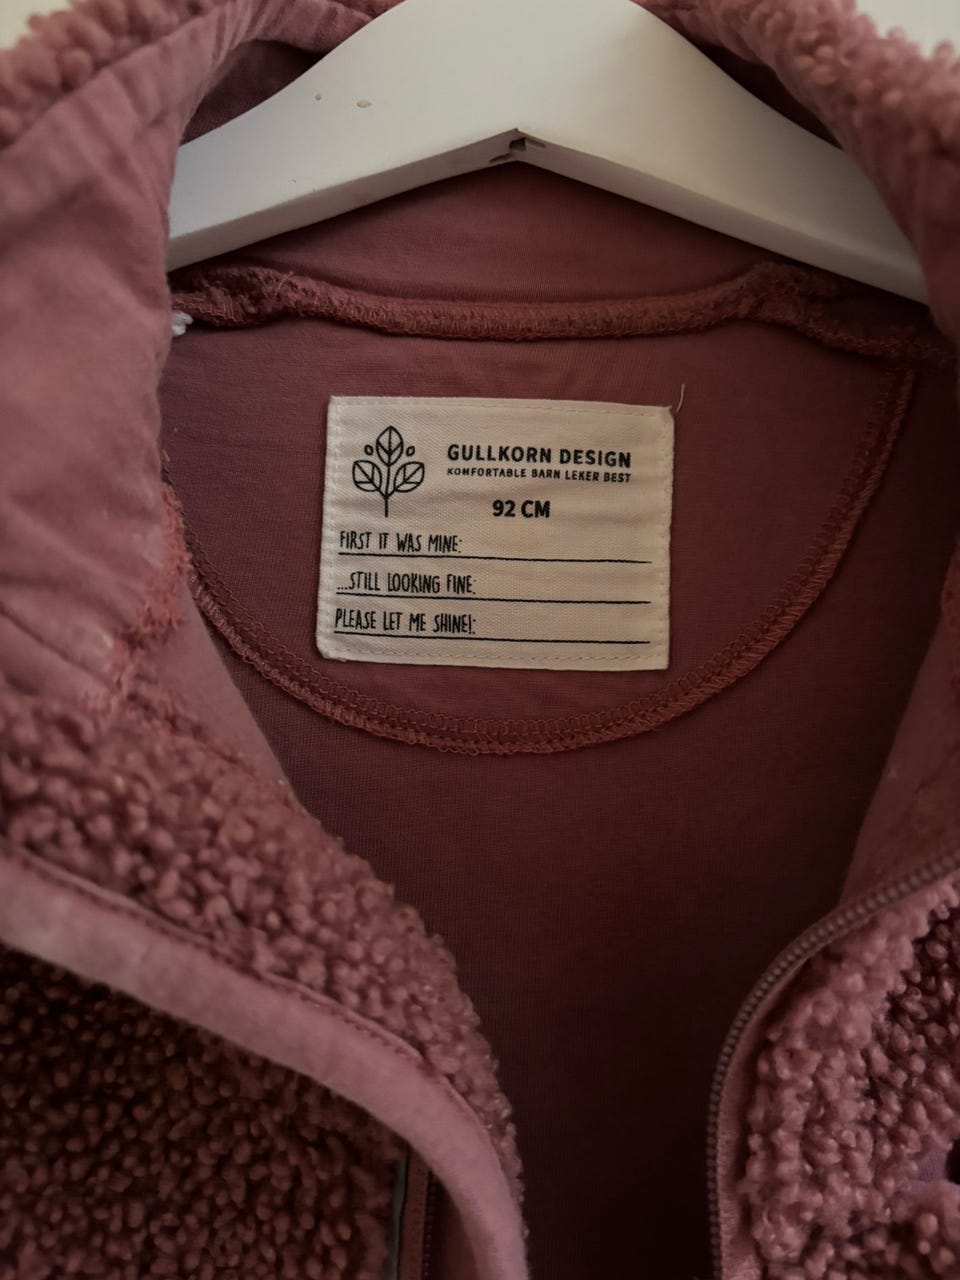 GULLKORN DESIGN
KOMFORTABLE BARN LEKER BEST
92 CM
FIRST IT WAS MINE:
...STILL LOOKING FINE:
PLEASE LET ME SHINE!: